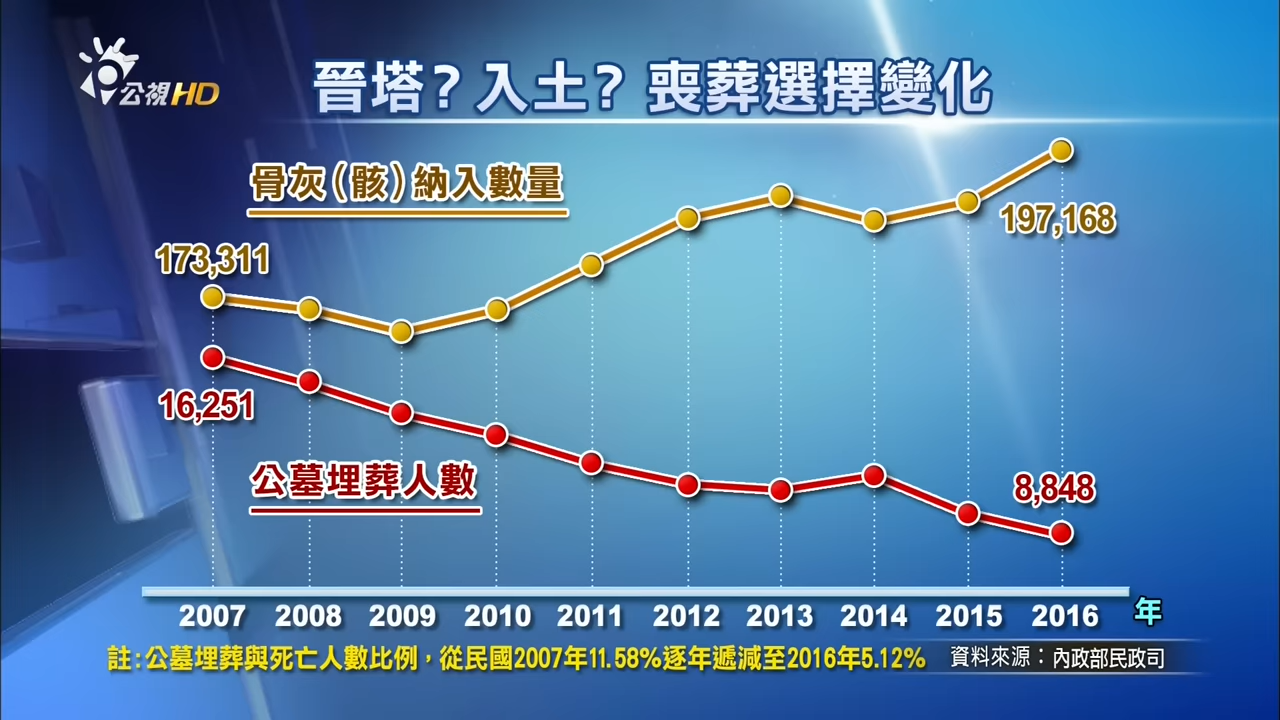 公視HD
晉塔？入土？喪葬選擇變化
骨灰（骸）納入數量
173,311
197,168
16,251
公墓埋葬人數
8,848
2007 2008 2009 2010 2011 2012 2013 2014 2015 2016 年
註：公墓埋葬與死亡人數比例，從民國2007年11.58%逐年遞減至2016年5.12%
資料來源：內政部民政司